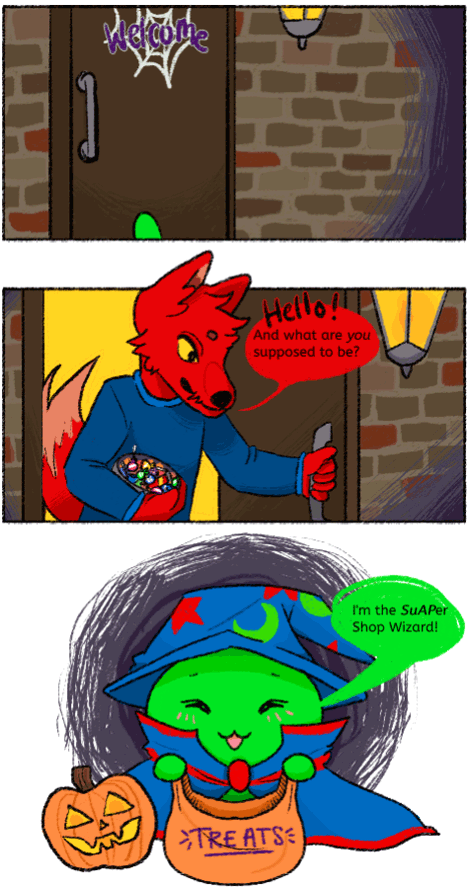 Welcome
Hello!
And what are you
supposed to be?
I'm the SuAPer
Shop Wizard!
TREATS